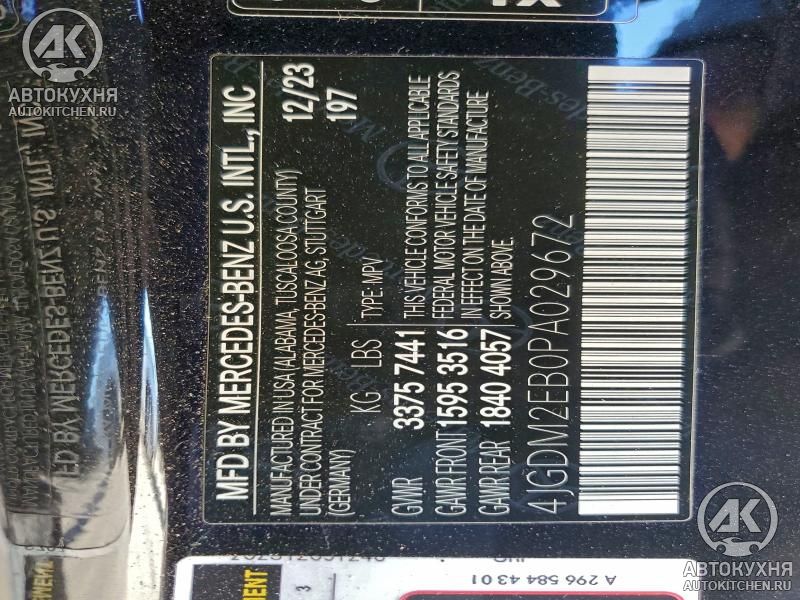 АВТОКУХНЯ
AUTOKITCHEN.RU
MFD BY MERCEDES-BENZ U.S. INTL., INC
MANUFACTURED IN USA (ALABAMA, TUSCALOOSA COUNTY)
UNDER CONTRACT FOR MERCEDES-BENZ AG, STUTTGART
(GERMANY)
12/23
197
KG LBS TYPE: MPV
GVWR 3375 7441
GAWR FRONT 1595 3516
GAWR REAR 1840 4057
THIS VEHICLE CONFORMS TO ALL APPLICABLE
FEDERAL MOTOR VEHICLE SAFETY STANDARDS
IN EFFECT ON THE DATE OF MANUFACTURE
SHOWN ABOVE.
4JGDM2EB0PA029672
A 296 584 43 01
АВТОКУХНЯ
AUTOKITCHEN.RU